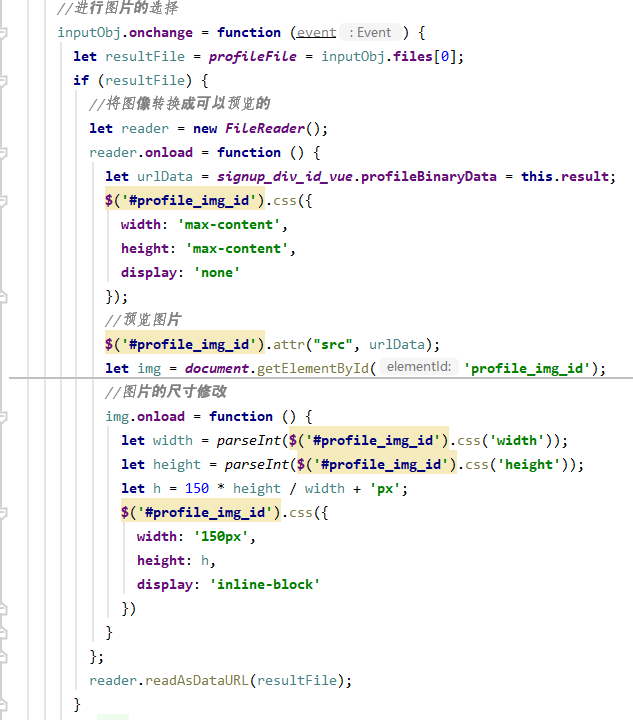 //进行图片的选择
inputObj.onchange = function (event : Event ) {
let resultFile = profileFile = inputObj.files[0];
if (resultFile) {
//将图像转换成可以预览的
let reader = new FileReader();
reader.onload = function () {
let urlData = signup_div_id_vue.profileBinaryData = this.result;
$('#profile_img_id').css({
width: 'max-content',
height: 'max-content',
display: 'none'
});
//预览图片
$('#profile_img_id').attr("src", urlData);
let img = document.getElementById( elementId: 'profile_img_id');
//图片的尺寸修改
img.onload = function () {
let width = parseInt($('#profile_img_id').css('width'));
let height = parseInt($('#profile_img_id').css('height'));
let h = 150 * height / width + 'px';
$('#profile_img_id').css({
width: '150px',
height: h,
display: 'inline-block'
})
}
};
reader.readAsDataURL(resultFile);
}